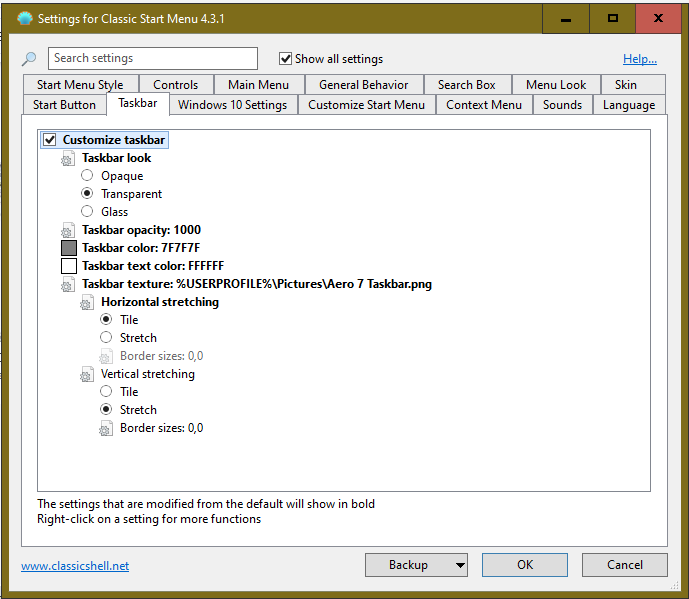 Settings for Classic Start Menu 4.3.1
Search settings
Show all settings
Help...
Start Menu Style
Controls
Main Menu
General Behavior
Search Box
Menu Look
Skin
Start Button
Taskbar
Windows 10 Settings
Customize Start Menu
Context Menu
Sounds
Language
Customize taskbar
Taskbar look
Opaque
Transparent
Glass
Taskbar opacity: 1000
Taskbar color: 7F7F7F
Taskbar text color: FFFFFF
Taskbar texture: %USERPROFILE%\Pictures\Aero 7 Taskbar.png
Horizontal stretching
Tile
Stretch
Border sizes: 0,0
Vertical stretching
Tile
Stretch
Border sizes: 0,0
The settings that are modified from the default will show in bold
Right-click on a setting for more functions
www.classicshell.net
Backup
OK
Cancel